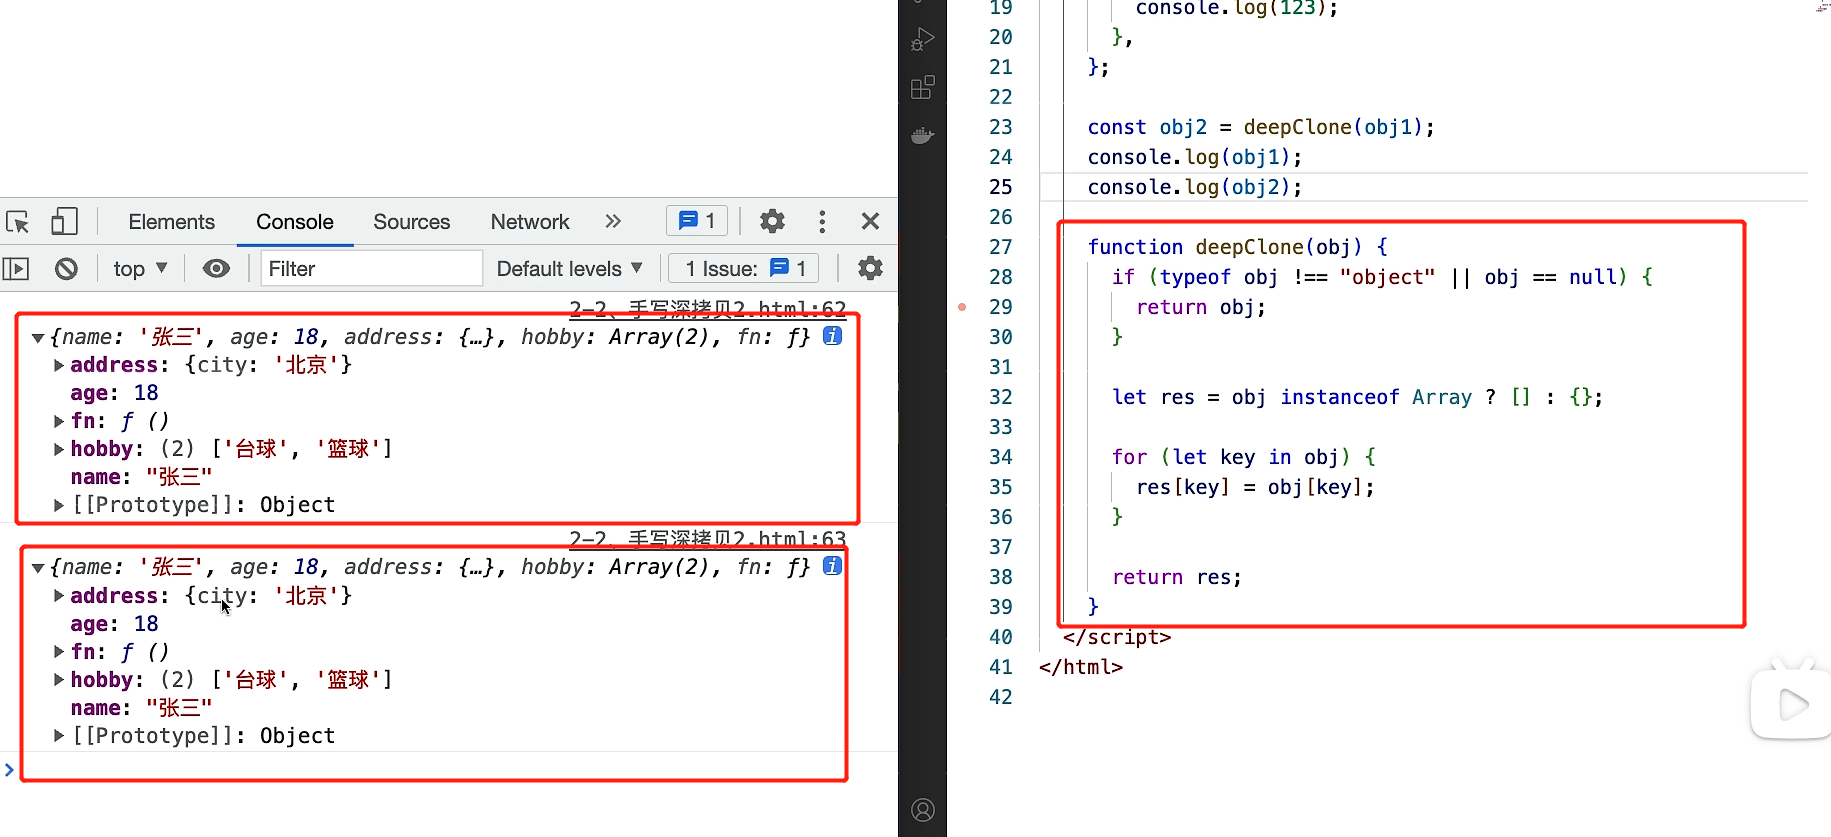 Elements Console Sources Network » 1
top ▼ Filter Default levels ▼ 1 Issue: 1
2-2、手写深拷贝2.html:62
▼{name: '张三', age: 18, address: {…}, hobby: Array(2), fn: ƒ} i
▶address: {city: '北京'}
age: 18
▶fn: ƒ ()
▶hobby: (2) ['台球', '篮球']
name: "张三"
▶[[Prototype]]: Object
2-2、手写深拷贝2.html:63
▼{name: '张三', age: 18, address: {…}, hobby: Array(2), fn: ƒ} i
▶address: {city: '北京'}
age: 18
▶fn: ƒ ()
▶hobby: (2) ['台球', '篮球']
name: "张三"
▶[[Prototype]]: Object
>
19 console.log(123);
20 },
21 };
22
23 const obj2 = deepClone(obj1);
24 console.log(obj1);
25 console.log(obj2);
26
27 function deepClone(obj) {
28 if (typeof obj !== "object" || obj == null) {
29 return obj;
30 }
31
32 let res = obj instanceof Array ? [] : {};
33
34 for (let key in obj) {
35 res[key] = obj[key];
36 }
37
38 return res;
39 }
40 </script>
41 </html>
42